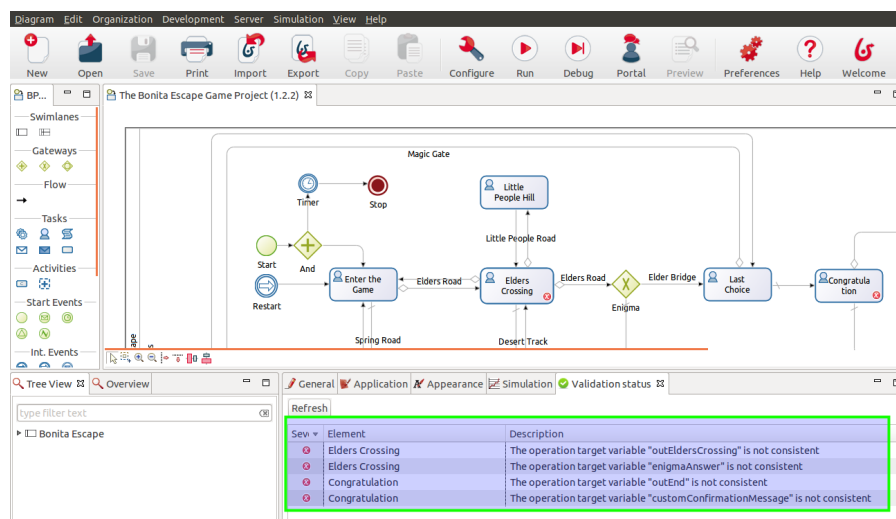 Diagram Edit Organization Development Server Simulation View Help
New Open Save Print Import Export Copy Paste Configure Run Debug Portal Preview Preferences Help Welcome
BP... The Bonita Escape Game Project (1.2.2)
Swimlanes
Gateways
Flow
Tasks
Activities
Start Events
Int. Events
Magic Gate
Timer
Stop
Little
People Hill
Little People Road
Start
And
Enter the
Game
Elders Road
Elders
Crossing
Elders Road
Enigma
Elder Bridge
Last
Choice
Congratula
tion
Restart
Spring Road
Desert Track
Tree View Overview
type filter text
Bonita Escape
General Application Appearance Simulation Validation status
Refresh
Element Description
Elders Crossing The operation target variable "outEldersCrossing" is not consistent
Elders Crossing The operation target variable "enigmaAnswer" is not consistent
Congratulation The operation target variable "outEnd" is not consistent
Congratulation The operation target variable "customConfirmationMessage" is not consistent